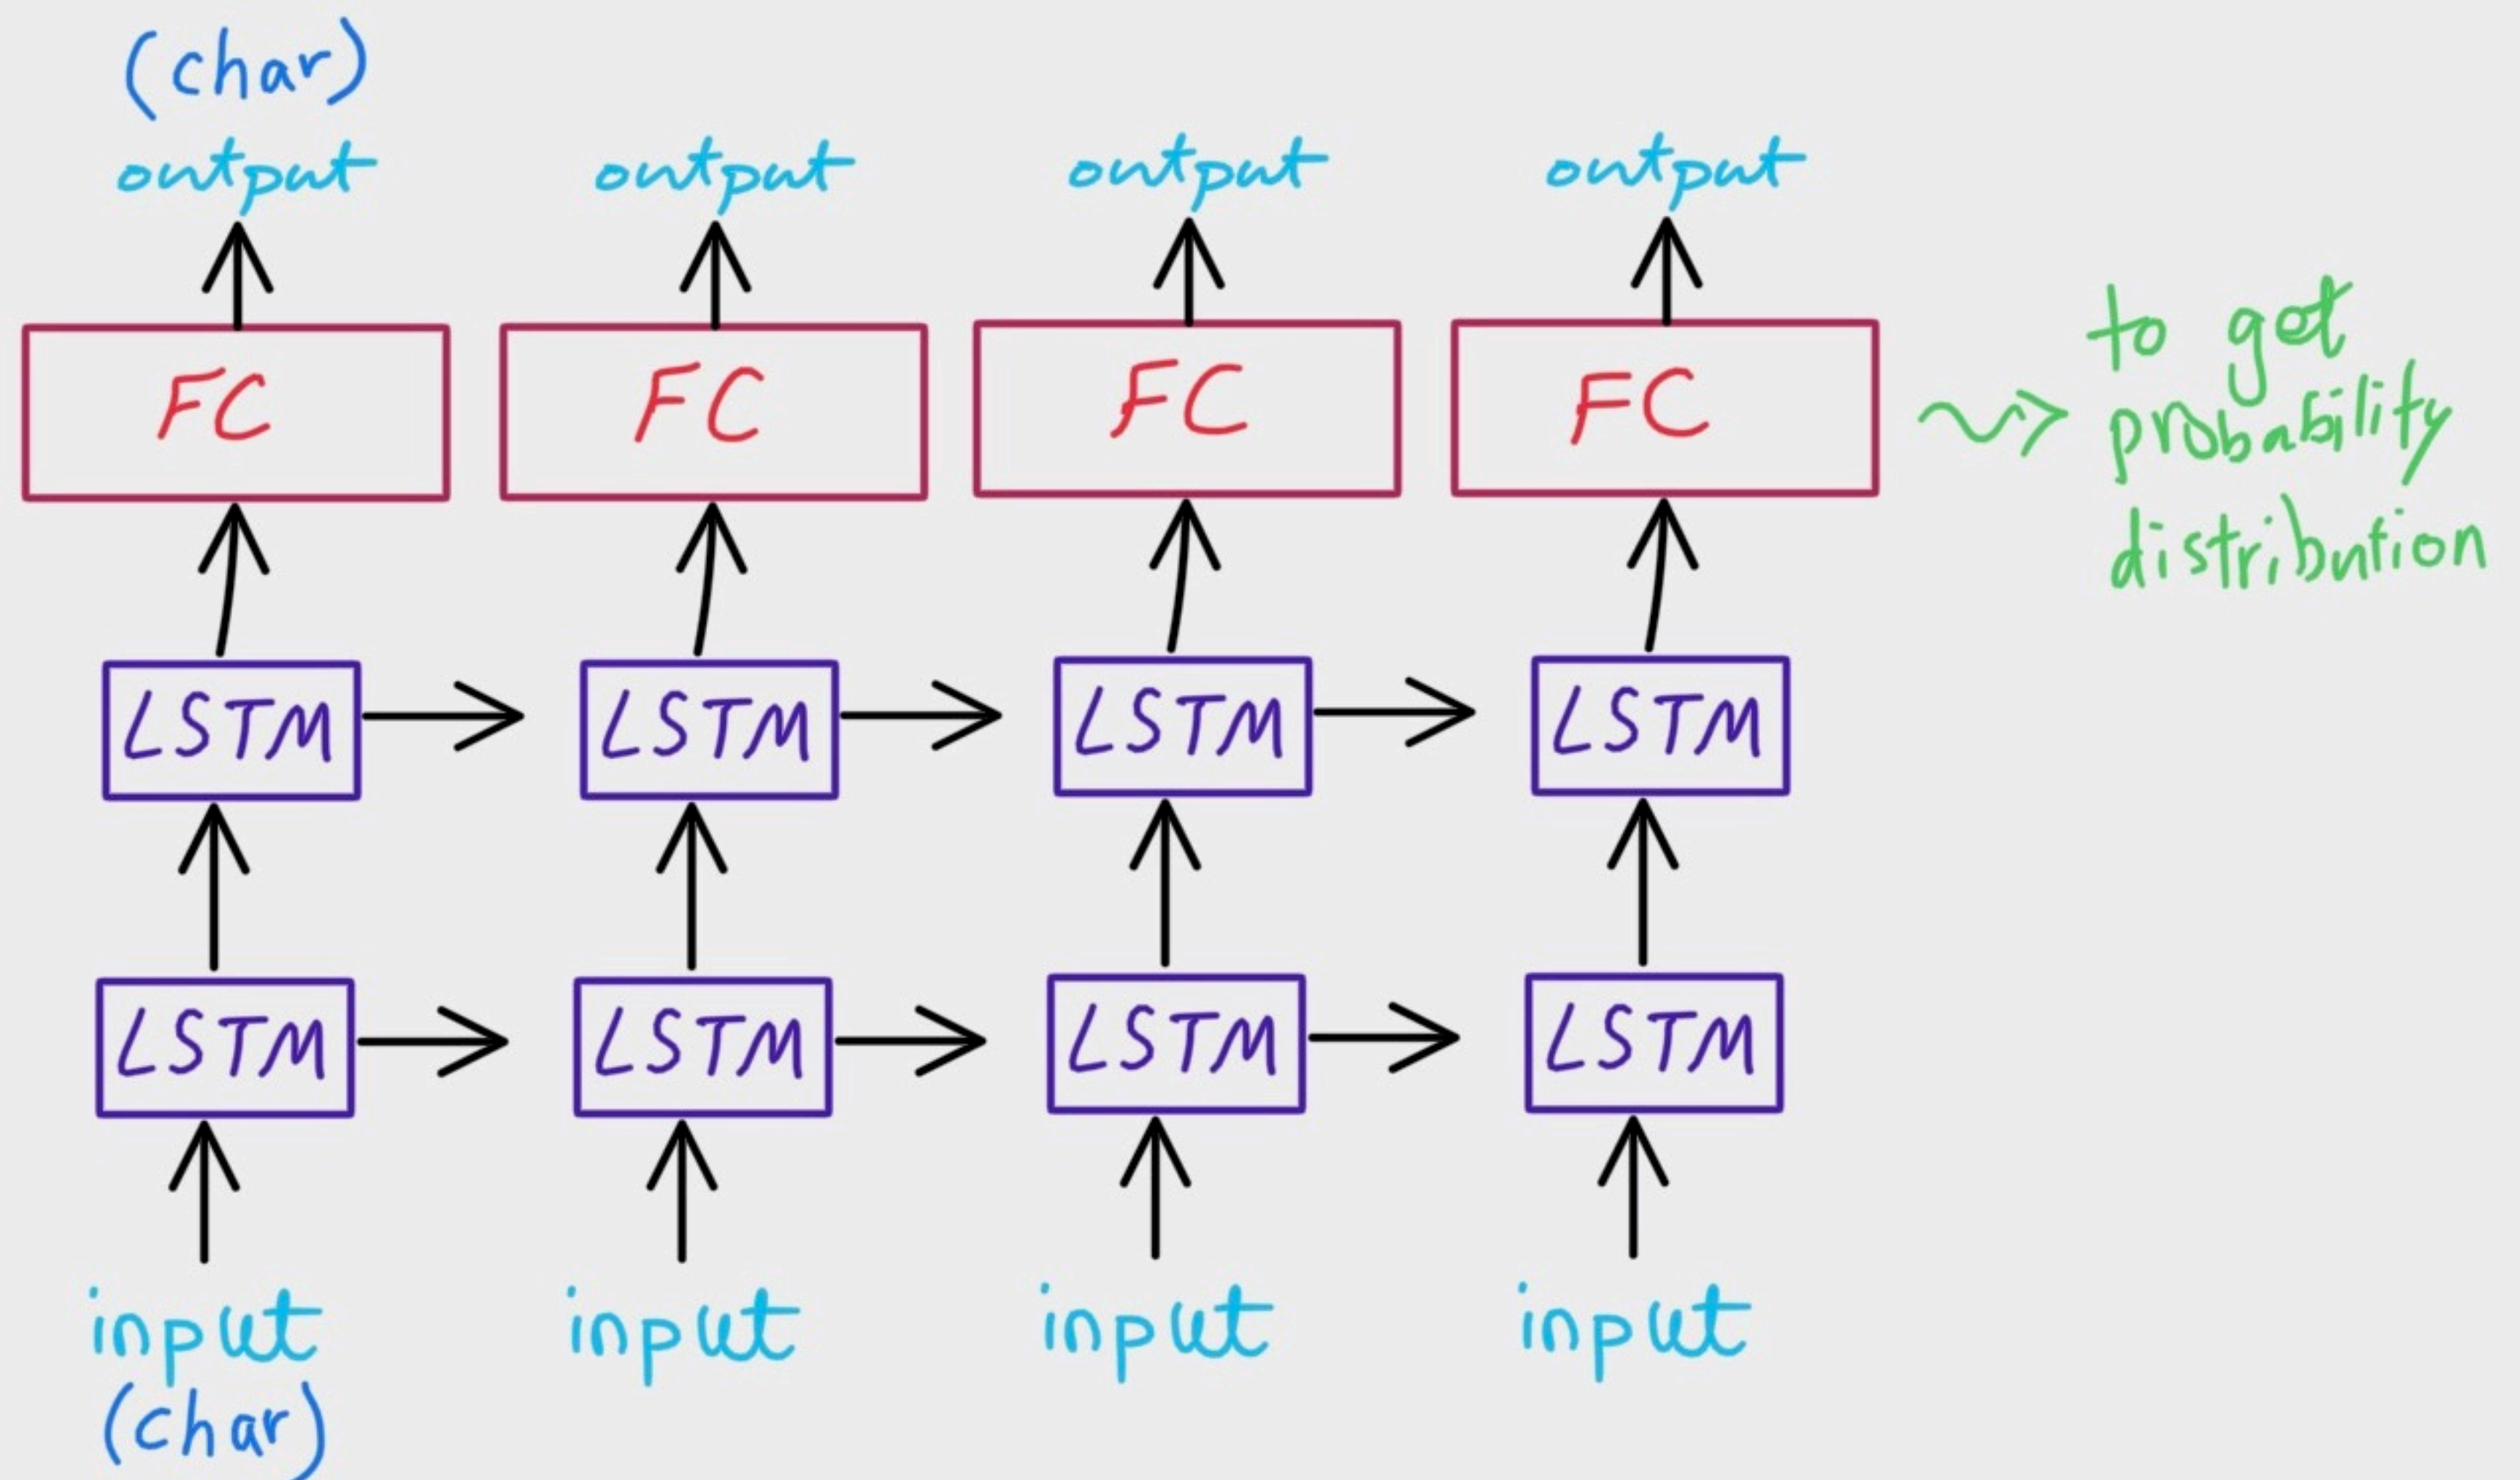 (char)
output output output output
FC FC FC FC
to get
probability
distribution
LSTM LSTM LSTM LSTM
LSTM LSTM LSTM LSTM
input input input input
(char)